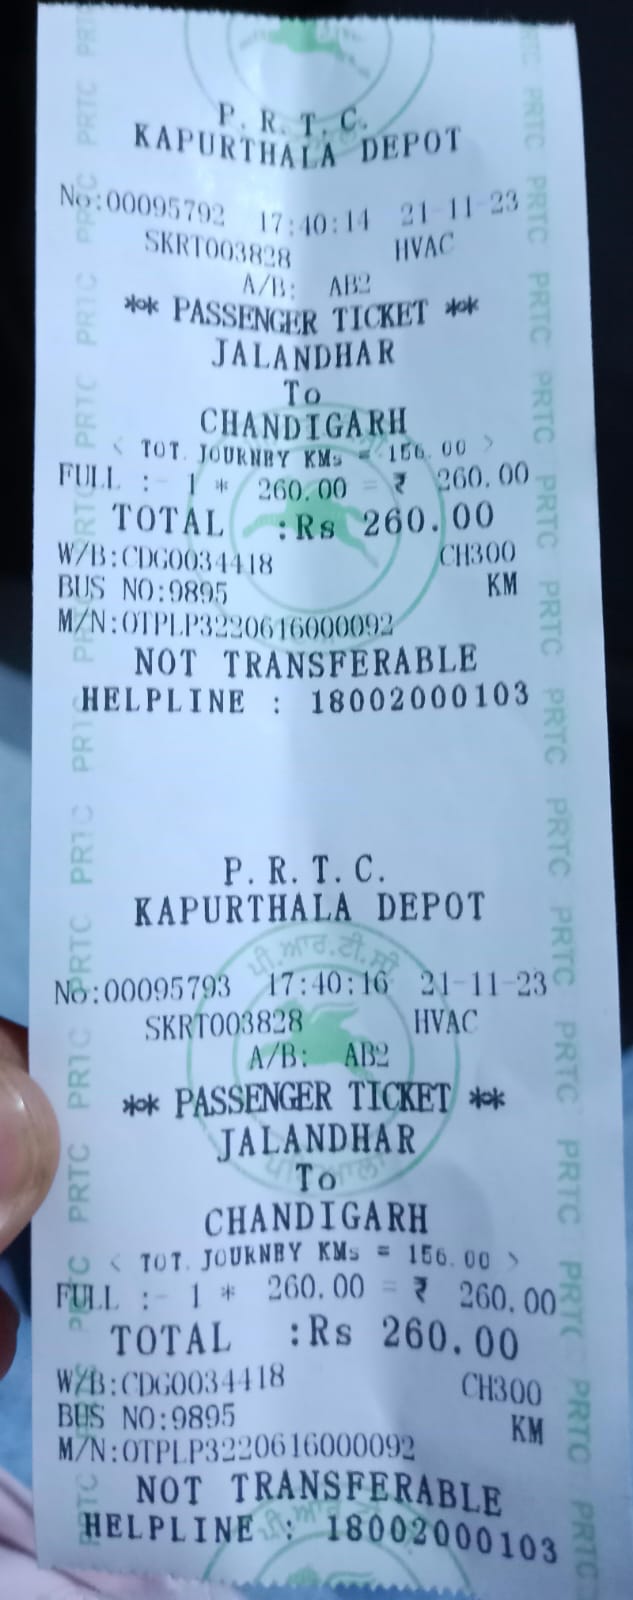 P. R. T. C.
KAPURTHALA DEPOT
No:00095792 17:40:14 21-11-23
SKRT003828 HVAC
A/B: AB2
** PASSENGER TICKET **
JALANDHAR
To
CHANDIGARH
< TOT. JOURNEY KMs = 156.00 >
FULL :- 1 * 260.00 = ₹ 260.00
TOTAL :Rs 260.00
W/B:CDG0034418 CH300
BUS NO:9895 KM
M/N:OTPLP3220616000092
NOT TRANSFERABLE
HELPLINE : 18002000103
P. R. T. C.
KAPURTHALA DEPOT
ਪੀ.ਆਰ.ਟੀ.ਸੀ
No:00095793 17:40:16 21-11-23
SKRT003828 HVAC
A/B: AB2
** PASSENGER TICKET **
JALANDHAR
To
CHANDIGARH
< TOT. JOURNEY KMs = 156.00 >
FULL :- 1 * 260.00 = ₹ 260.00
TOTAL :Rs 260.00
W/B:CDG0034418 CH300
BUS NO:9895 KM
M/N:OTPLP3220616000092
NOT TRANSFERABLE
HELPLINE : 18002000103
PRTC PRTC PRTC PRTC PRTC PRTC PRTC PRTC